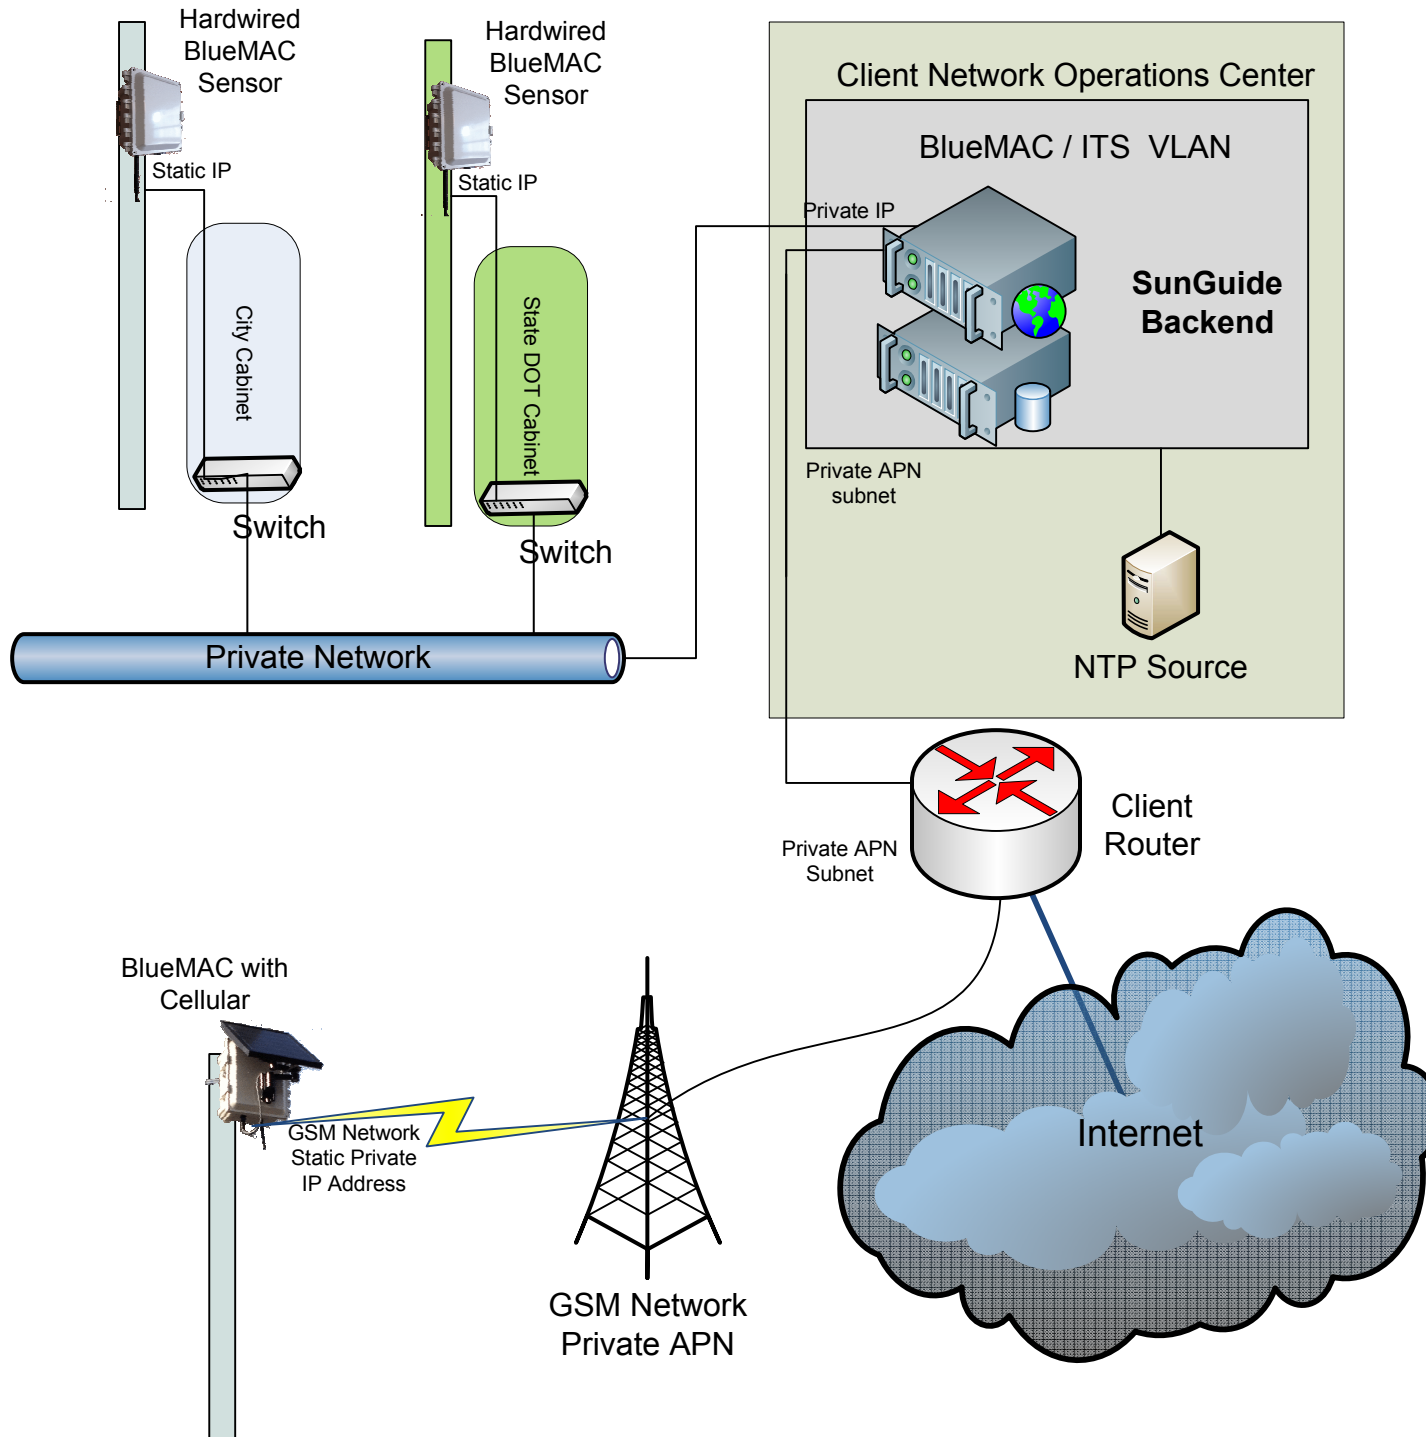 Hardwired
BlueMAC
Sensor
Hardwired
BlueMAC
Sensor
Client Network Operations Center
BlueMAC / ITS VLAN
Static IP
Static IP
Private IP
SunGuide
Backend
City Cabinet
State DOT Cabinet
Private APN
subnet
Switch
Switch
Private Network
NTP Source
Client
Router
Private APN
Subnet
BlueMAC with
Cellular
GSM Network
Static Private
IP Address
Internet
GSM Network
Private APN